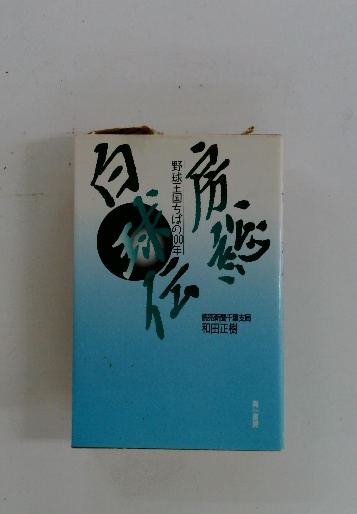 房総
白球伝
野球王国ちばの100年
読売新聞千葉支局
和田正樹